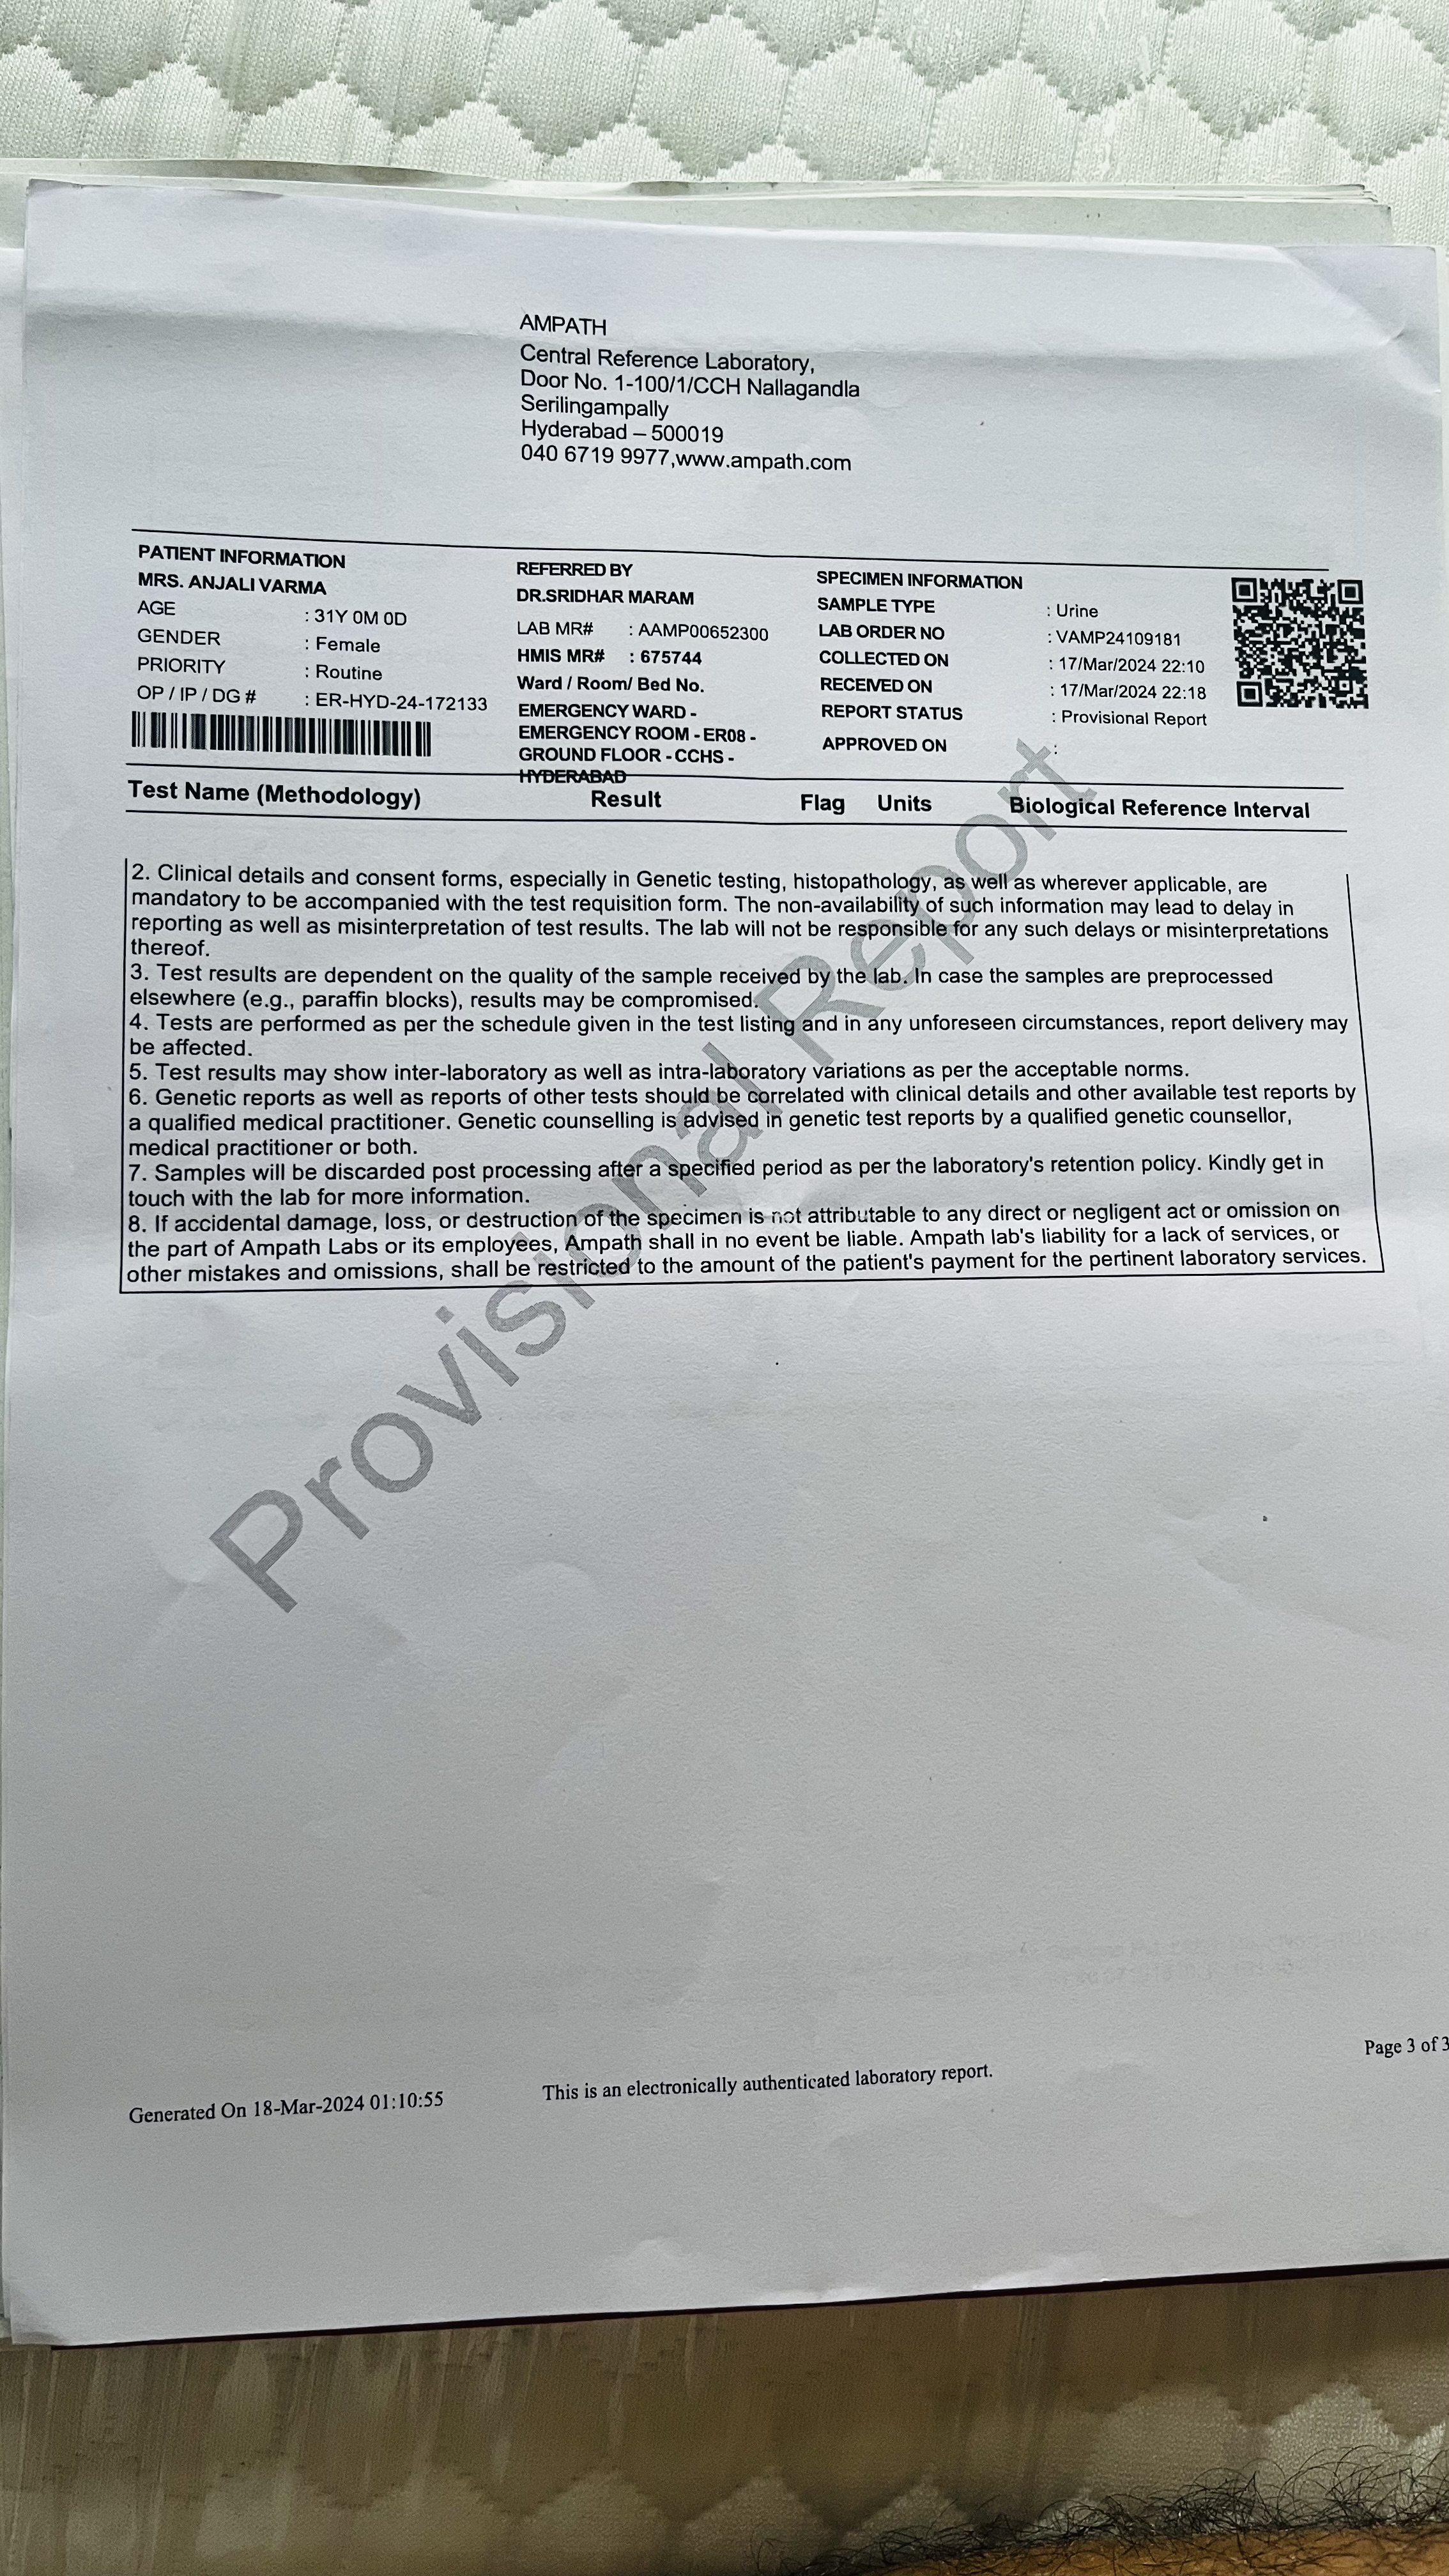 AMPATH
Central Reference Laboratory,
Door No. 1-100/1/CCH Nallagandla
Serilingampally
Hyderabad – 500019
040 6719 9977,www.ampath.com
PATIENT INFORMATION
MRS. ANJALI VARMA
AGE : 31Y 0M 0D
GENDER : Female
PRIORITY : Routine
OP / IP / DG # : ER-HYD-24-172133
REFERRED BY
DR.SRIDHAR MARAM
LAB MR# : AAMP00652300
HMIS MR# : 675744
Ward / Room/ Bed No.
EMERGENCY WARD -
EMERGENCY ROOM - ER08 -
GROUND FLOOR - CCHS -
HYDERABAD
SPECIMEN INFORMATION
SAMPLE TYPE : Urine
LAB ORDER NO : VAMP24109181
COLLECTED ON : 17/Mar/2024 22:10
RECEIVED ON : 17/Mar/2024 22:18
REPORT STATUS : Provisional Report
APPROVED ON :
Test Name (Methodology) Result Flag Units Biological Reference Interval
2. Clinical details and consent forms, especially in Genetic testing, histopathology, as well as wherever applicable, are
mandatory to be accompanied with the test requisition form. The non-availability of such information may lead to delay in
reporting as well as misinterpretation of test results. The lab will not be responsible for any such delays or misinterpretations
thereof.
3. Test results are dependent on the quality of the sample received by the lab. In case the samples are preprocessed
elsewhere (e.g., paraffin blocks), results may be compromised.
4. Tests are performed as per the schedule given in the test listing and in any unforeseen circumstances, report delivery may
be affected.
5. Test results may show inter-laboratory as well as intra-laboratory variations as per the acceptable norms.
6. Genetic reports as well as reports of other tests should be correlated with clinical details and other available test reports by
a qualified medical practitioner. Genetic counselling is advised in genetic test reports by a qualified genetic counsellor,
medical practitioner or both.
7. Samples will be discarded post processing after a specified period as per the laboratory's retention policy. Kindly get in
touch with the lab for more information.
8. If accidental damage, loss, or destruction of the specimen is not attributable to any direct or negligent act or omission on
the part of Ampath Labs or its employees, Ampath shall in no event be liable. Ampath lab's liability for a lack of services, or
other mistakes and omissions, shall be restricted to the amount of the patient's payment for the pertinent laboratory services.
Provisional Report
Page 3 of 3
Generated On 18-Mar-2024 01:10:55
This is an electronically authenticated laboratory report.